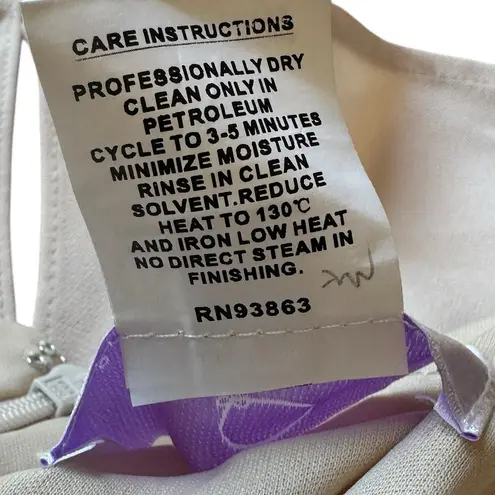 CARE INSTRUCTIONS
PROFESSIONALLY DRY
CLEAN ONLY IN
PETROLEUM
CYCLE TO 3-5 MINUTES
MINIMIZE MOISTURE
RINSE IN CLEAN
SOLVENT.REDUCE
HEAT TO 130℃
AND IRON LOW HEAT
NO DIRECT STEAM IN
FINISHING.
RN93863